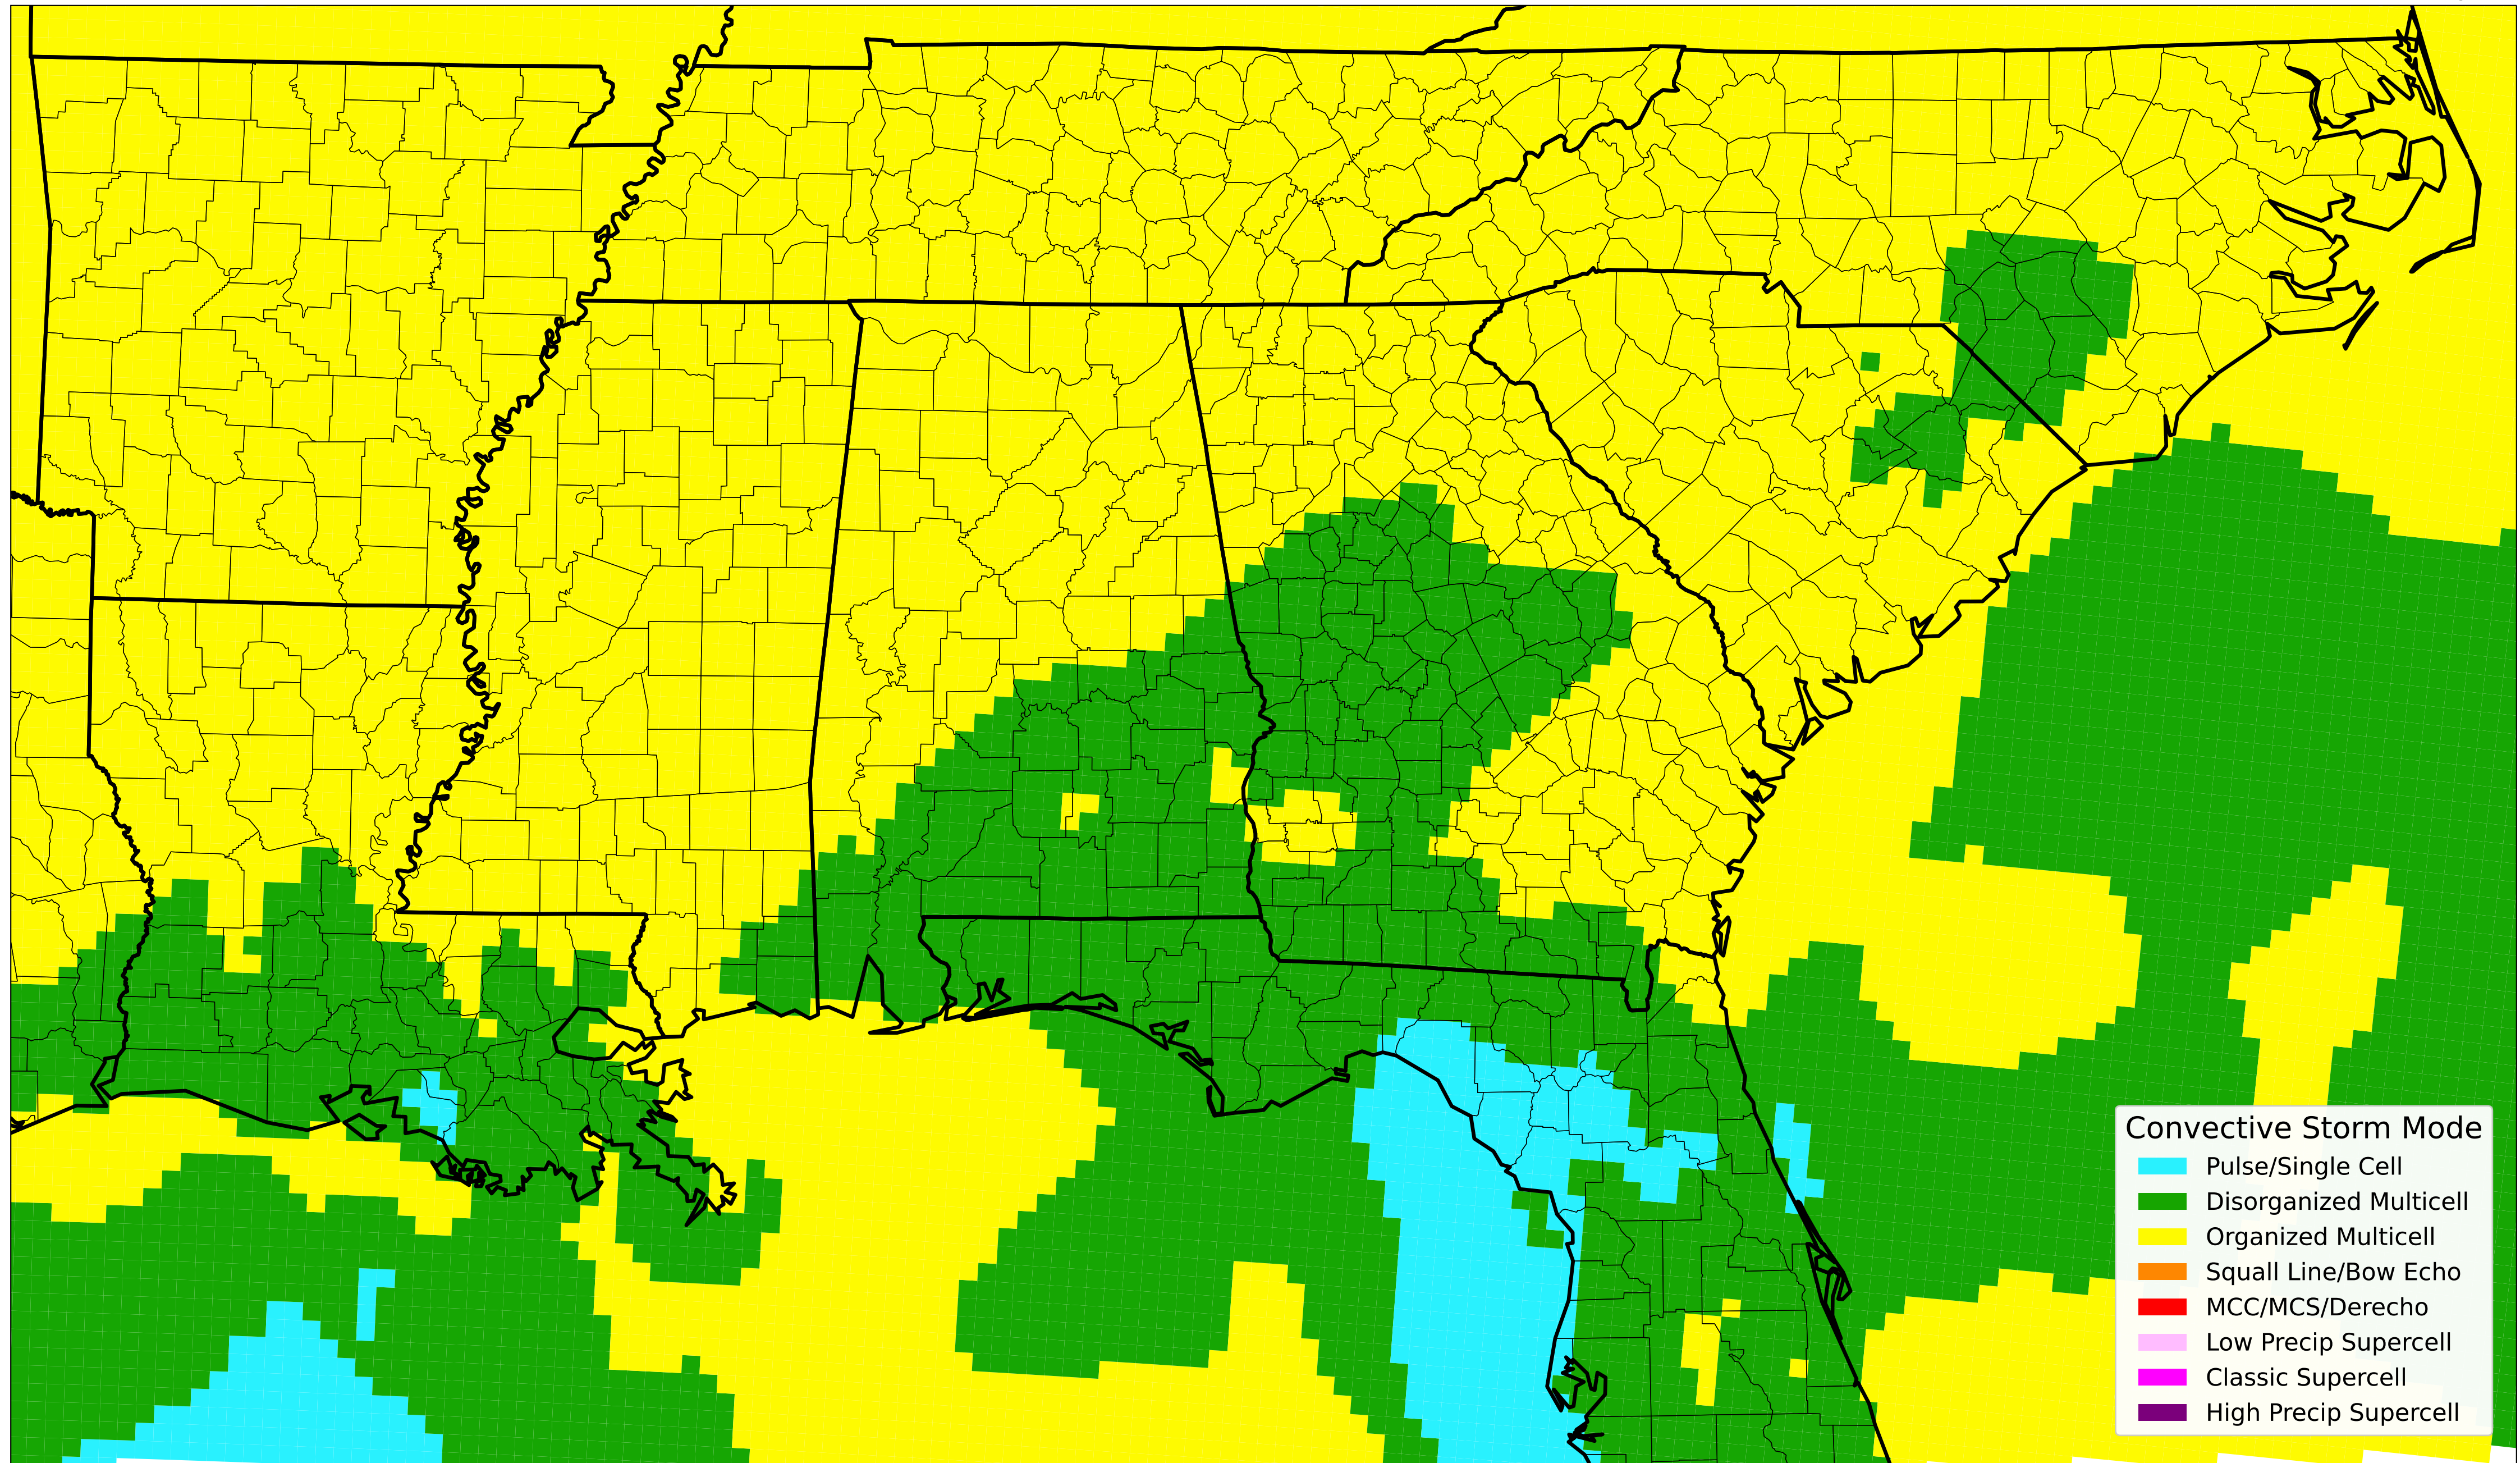 Convective Storm Mode
Pulse/Single Cell
Disorganized Multicell
Organized Multicell
Squall Line/Bow Echo
MCC/MCS/Derecho
Low Precip Supercell
Classic Supercell
High Precip Supercell